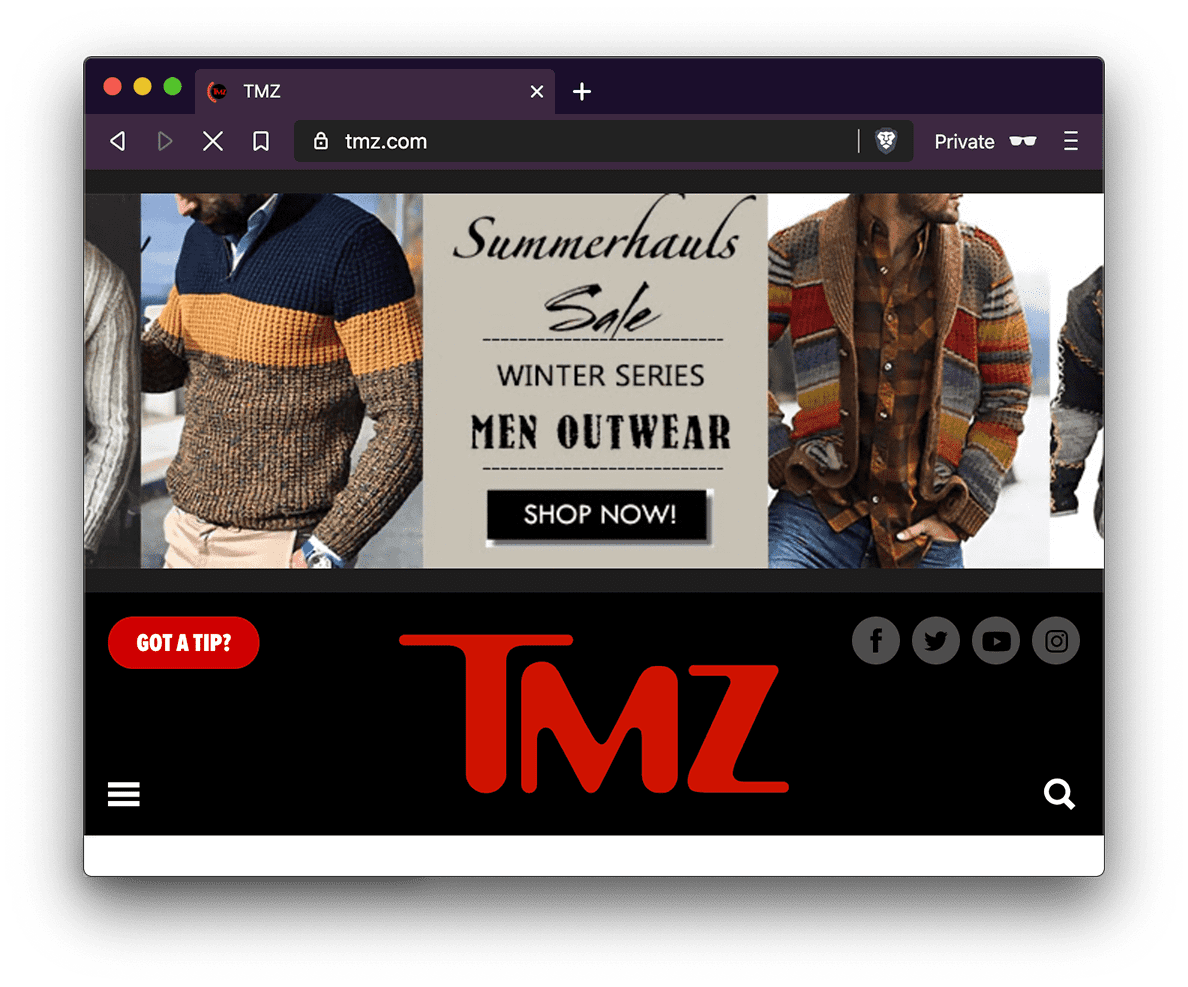 TMZ
tmz.com
Private
Summerhauls
Sale
WINTER SERIES
MEN OUTWEAR
SHOP NOW!
GOT A TIP?
TMZ